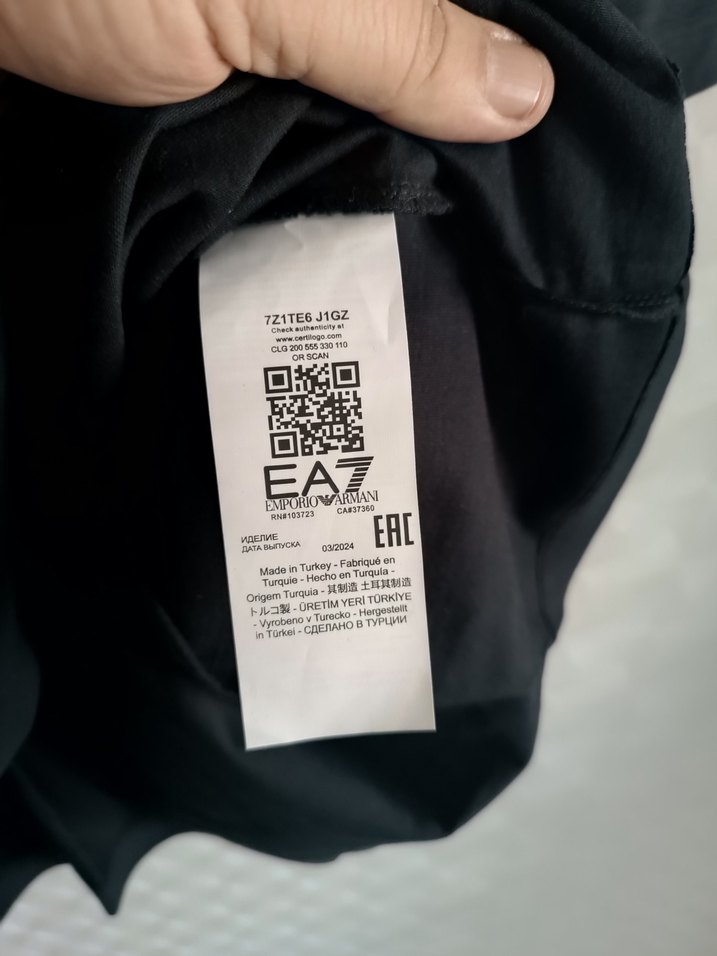 7Z1TE6 J1GZ
Check authenticity at
www.certilogo.com
CLG 200 555 330 110
OR SCAN
EA7
EMPORIO ARMANI
RN#103723 CA#37360
EAC
ИЗДЕЛИЕ
ДАТА ВЫПУСКА 03/2024
Made in Turkey - Fabriqué en
Turquie - Hecho en Turquía -
Origem Turquia - 其制造 土耳其制造
トルコ製 - ÜRETİM YERİ TÜRKİYE
- Vyrobeno v Turecko - Hergestellt
in Türkei - СДЕЛАНО В ТУРЦИИ